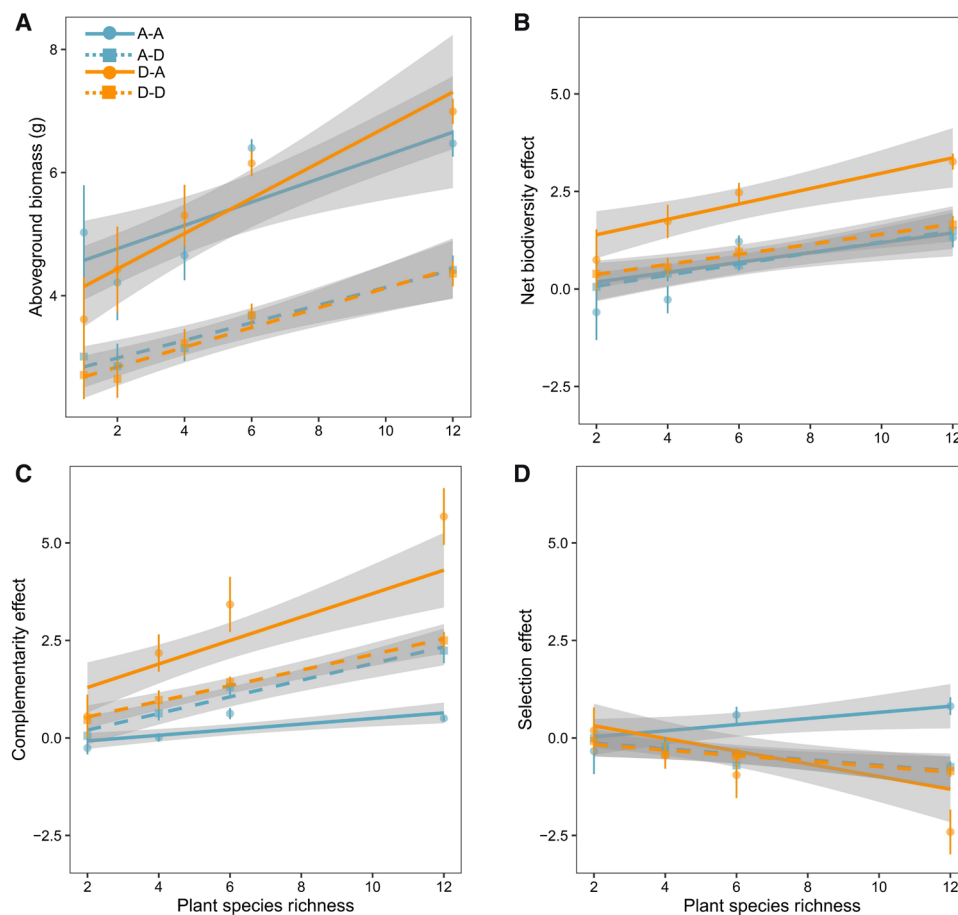 A
A-A
A-D
D-A
D-D
8
6
4
Aboveground biomass (g)
2 4 6 8 10 12
B
5.0
2.5
0.0
−2.5
Net biodiversity effect
2 4 6 8 10 12
C
5.0
2.5
0.0
−2.5
Complementarity effect
2 4 6 8 10 12
Plant species richness
D
5.0
2.5
0.0
−2.5
Selection effect
2 4 6 8 10 12
Plant species richness